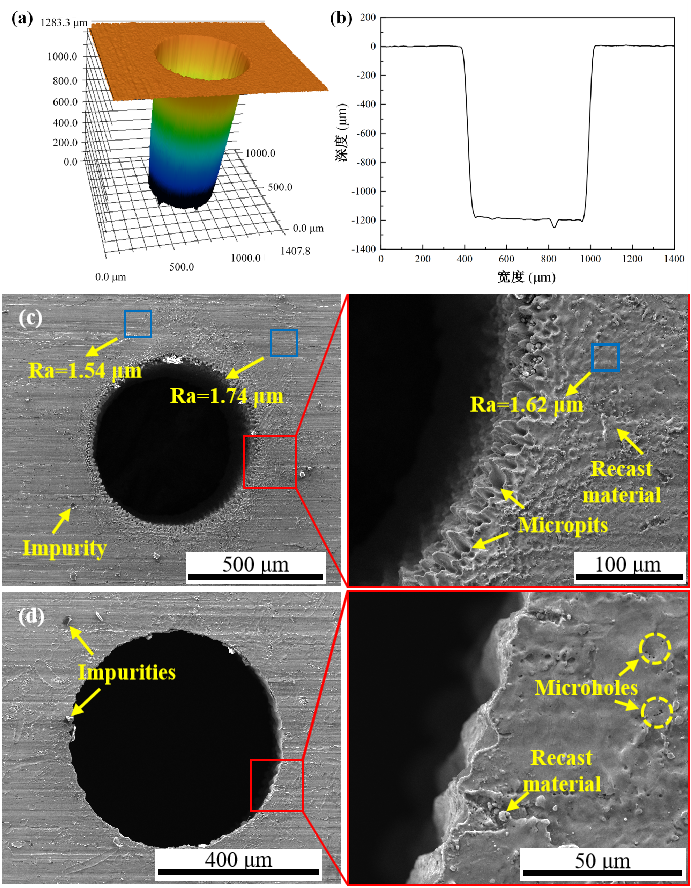 (a)
1283.3 μm
1000.0
800.0
600.0
400.0
200.0
0.0
1000.0
500.0
0.0 μm
1407.8
1000.0
500.0
0.0 μm
(b)
200
0
-200
-400
-600
-800
-1000
-1200
-1400
深度 (μm)
0
200
400
600
800
1000
1200
1400
宽度 (μm)
(c)
Ra=1.54 μm
Ra=1.74 μm
Impurity
500 μm
Ra=1.62 μm
Recast
material
Micropits
100 μm
(d)
Impurities
400 μm
Microholes
Recast
material
50 μm